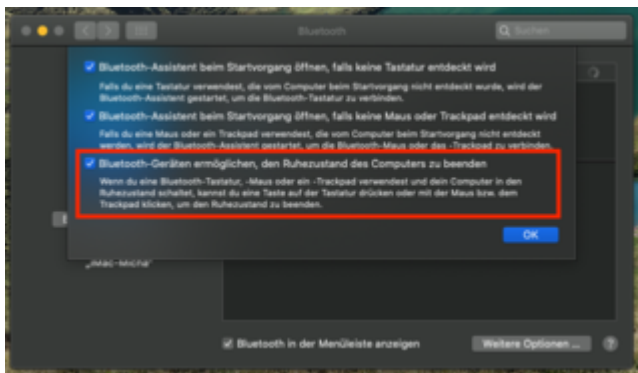 Bluetooth
Suchen
Bluetooth-Assistent beim Startvorgang öffnen, falls keine Tastatur entdeckt wird
Falls du eine Tastatur verwendest, die vom Computer beim Startvorgang nicht entdeckt wurde, wird der
Bluetooth-Assistent gestartet, um die Bluetooth-Tastatur zu verbinden.
Bluetooth-Assistent beim Startvorgang öffnen, falls keine Maus oder Trackpad entdeckt wird
Falls du eine Maus oder ein Trackpad verwendest, die vom Computer beim Startvorgang nicht entdeckt
werden, wird der Bluetooth-Assistent gestartet, um die Bluetooth-Maus oder das -Trackpad zu verbinden.
Bluetooth-Geräten ermöglichen, den Ruhezustand des Computers zu beenden
Wenn du eine Bluetooth-Tastatur, -Maus oder ein -Trackpad verwendest und dein Computer in den
Ruhezustand schaltet, kannst du eine Taste auf der Tastatur drücken oder mit der Maus bzw. dem
Trackpad klicken, um den Ruhezustand zu beenden.
OK
„iMac-Micha“
Bluetooth in der Menüleiste anzeigen
Weitere Optionen ...
?